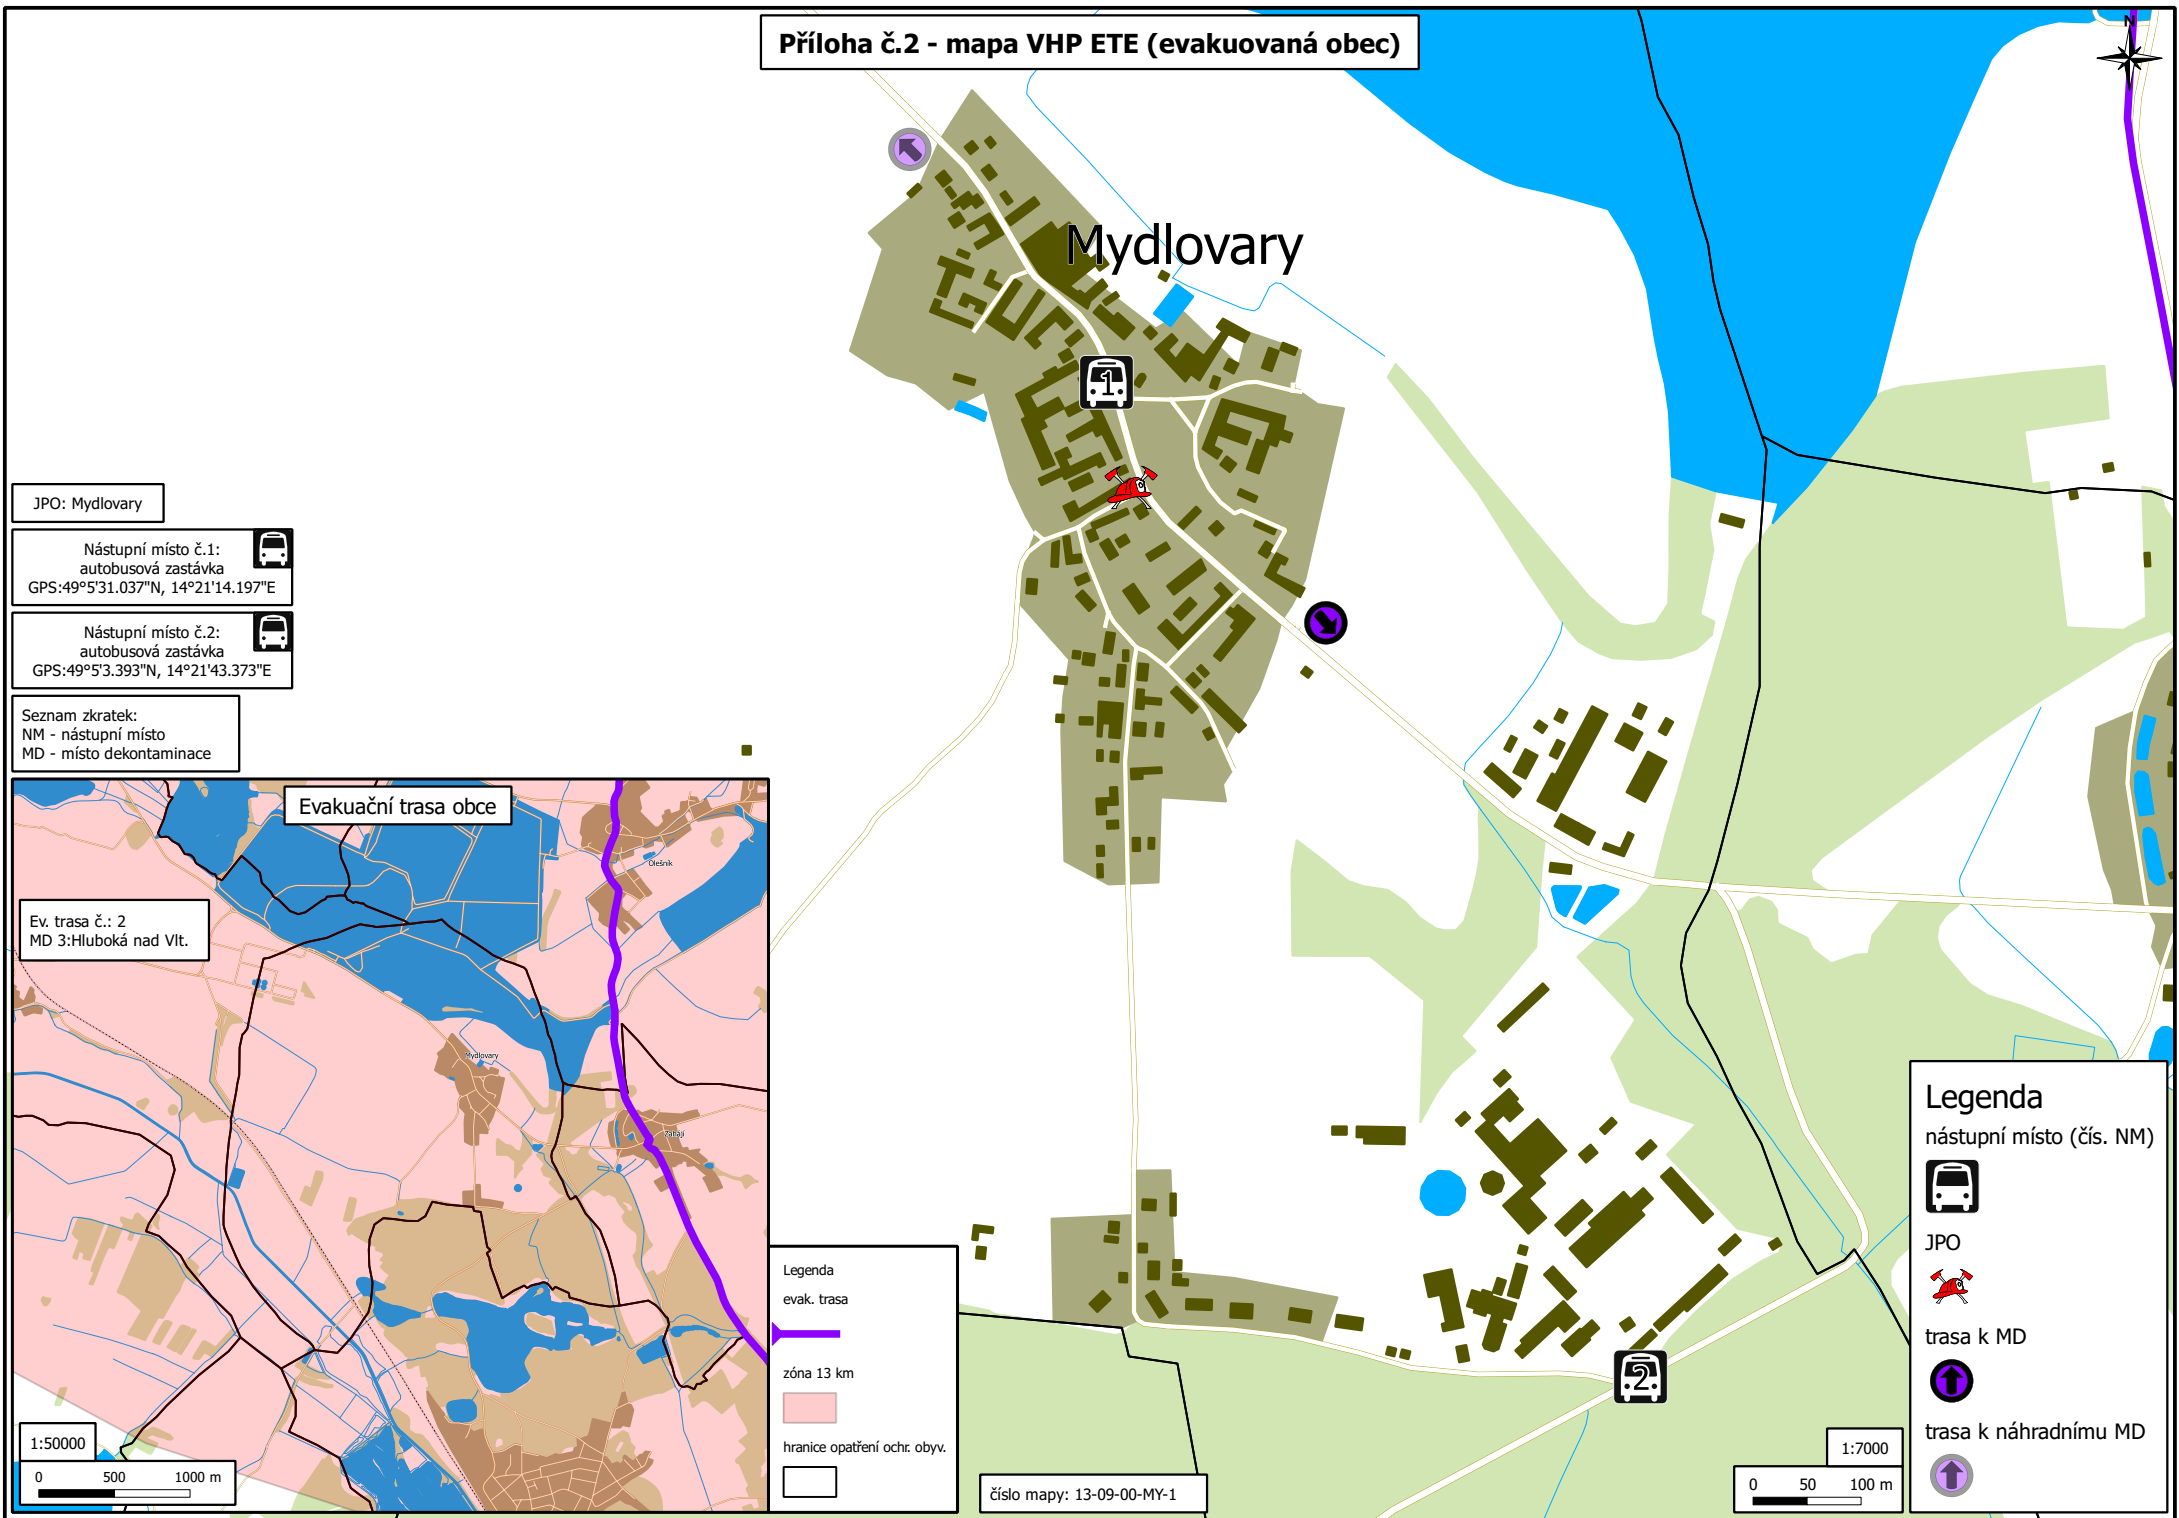 Příloha č.2 - mapa VHP ETE (evakuovaná obec)
N
Mydlovary
1
JPO: Mydlovary
Nástupní místo č.1:
autobusová zastávka
GPS:49°5'31.037"N, 14°21'14.197"E
Nástupní místo č.2:
autobusová zastávka
GPS:49°5'3.393"N, 14°21'43.373"E
Seznam zkratek:
NM - nástupní místo
MD - místo dekontaminace
Evakuační trasa obce
Olešník
Ev. trasa č.: 2
MD 3:Hluboká nad Vlt.
Mydlovary
Zahájí
1:50000
0 500 1000 m
Legenda
evak. trasa
zóna 13 km
hranice opatření ochr. obyv.
číslo mapy: 13-09-00-MY-1
2
1:7000
0 50 100 m
Legenda
nástupní místo (čís. NM)
JPO
trasa k MD
trasa k náhradnímu MD